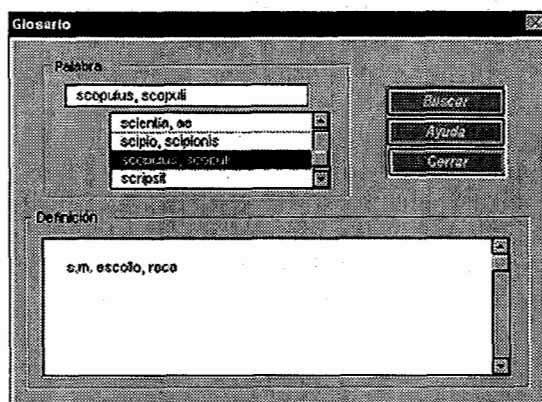 Glosario
Palabra
scopulus, scopuli
scientia, ae
scipio, scipionis
scopulus, scopuli
scripsit
Buscar
Ayuda
Cerrar
Definición
s.m. escollo, roca